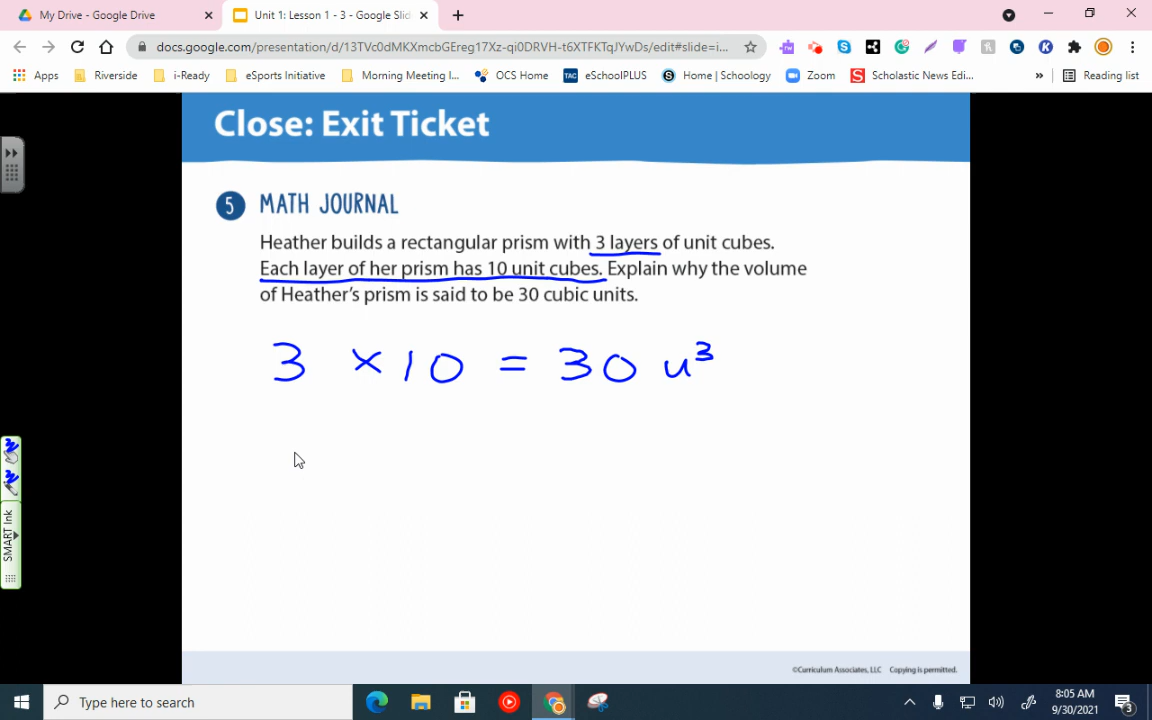 My Drive - Google Drive
Unit 1: Lesson 1 - 3 - Google Slid
docs.google.com/presentation/d/13TVc0dMKXmcbGEreg17Xz-qi0DRVH-t6XTFKTqJYwDs/edit#slide=i...
Apps Riverside i-Ready eSports Initiative Morning Meeting I... OCS Home TAC eSchoolPLUS Home | Schoology Zoom Scholastic News Edi... » Reading list
Close: Exit Ticket
5 MATH JOURNAL
Heather builds a rectangular prism with 3 layers of unit cubes.
Each layer of her prism has 10 unit cubes. Explain why the volume
of Heather's prism is said to be 30 cubic units.
3 × 10 = 30 u³
SMART Ink
©Curriculum Associates, LLC Copying is permitted.
Type here to search
8:05 AM
9/30/2021
3